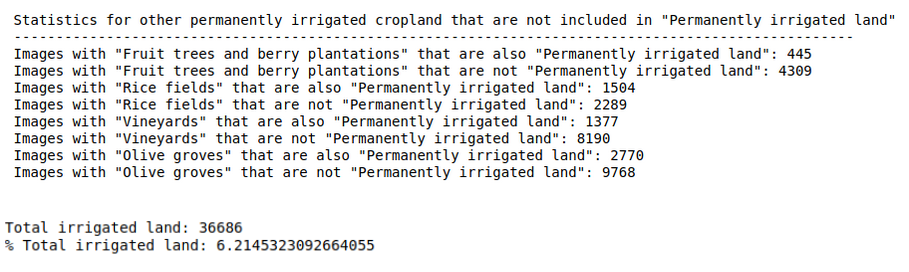 Statistics for other permanently irrigated cropland that are not included in "Permanently irrigated land"
----------------------------------------------------------------------------------------------------
Images with "Fruit trees and berry plantations" that are also "Permanently irrigated land": 445
Images with "Fruit trees and berry plantations" that are not "Permanently irrigated land": 4309
Images with "Rice fields" that are also "Permanently irrigated land": 1504
Images with "Rice fields" that are not "Permanently irrigated land": 2289
Images with "Vineyards" that are also "Permanently irrigated land": 1377
Images with "Vineyards" that are not "Permanently irrigated land": 8190
Images with "Olive groves" that are also "Permanently irrigated land": 2770
Images with "Olive groves" that are not "Permanently irrigated land": 9768
Total irrigated land: 36686
% Total irrigated land: 6.2145323092664055